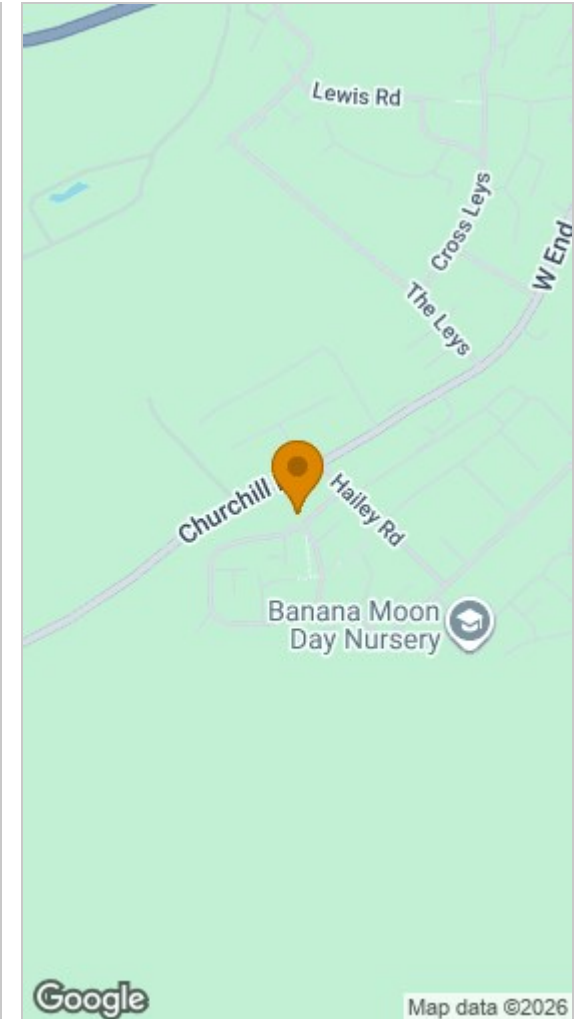 Lewis Rd
Cross Leys
W End
The Leys
Churchill
Hailey Rd
Banana Moon
Day Nursery
Google
Map data ©2026